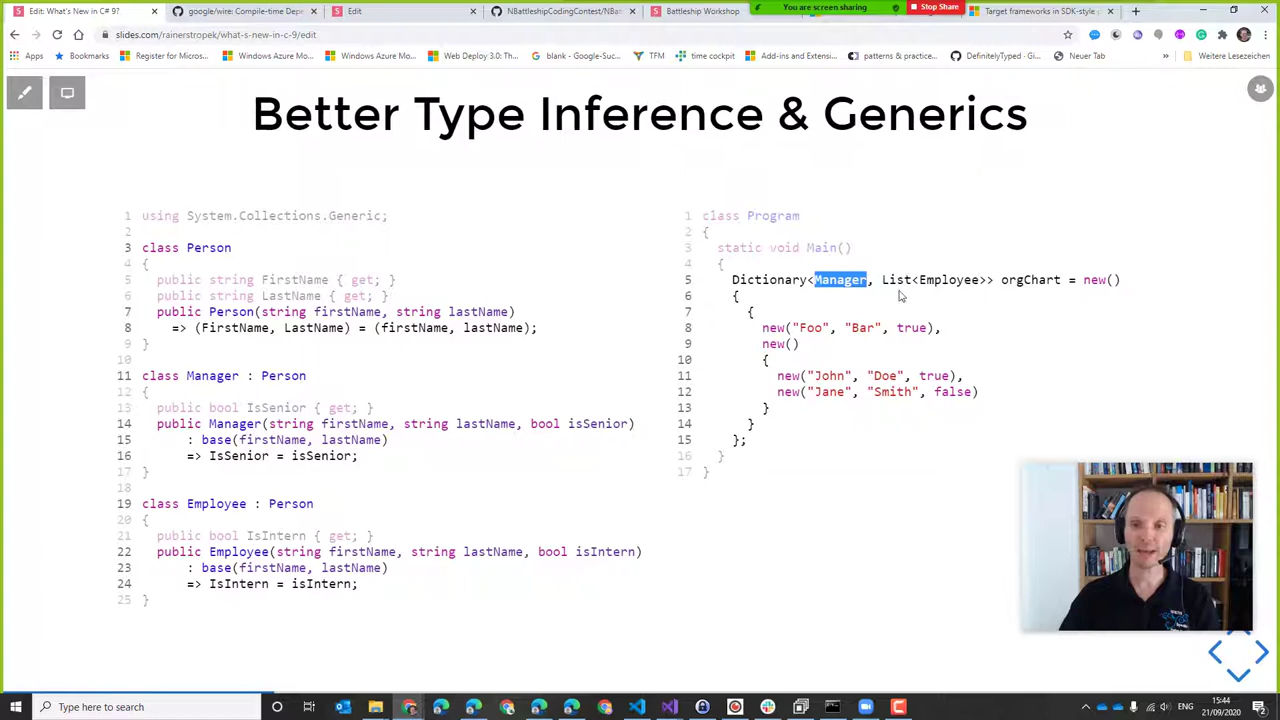 Edit: What's New in C# 9?
google/wire: Compile-time Depe
Edit
NBattleshipCodingContest/NBat
Battleship Workshop
You are screen sharing
Stop Share
Target frameworks in SDK-style p
slides.com/rainerstropek/what-s-new-in-c-9/edit
Apps
Bookmarks
Register for Micros...
Windows Azure Mo...
Windows Azure Mo...
Web Deploy 3.0: Th...
blank - Google-Suc...
TFM
time cockpit
Add-ins and Extensi...
patterns & practice...
DefinitelyTyped · Gi...
Neuer Tab
»
Weitere Lesezeichen
Better Type Inference & Generics
1 using System.Collections.Generic;
2
3 class Person
4 {
5 public string FirstName { get; }
6 public string LastName { get; }
7 public Person(string firstName, string lastName)
8 => (FirstName, LastName) = (firstName, lastName);
9 }
10
11 class Manager : Person
12 {
13 public bool IsSenior { get; }
14 public Manager(string firstName, string lastName, bool isSenior)
15 : base(firstName, lastName)
16 => IsSenior = isSenior;
17 }
18
19 class Employee : Person
20 {
21 public bool IsIntern { get; }
22 public Employee(string firstName, string lastName, bool isIntern)
23 : base(firstName, lastName)
24 => IsIntern = isIntern;
25 }
1 class Program
2 {
3 static void Main()
4 {
5 Dictionary<Manager, List<Employee>> orgChart = new()
6 {
7 {
8 new("Foo", "Bar", true),
9 new()
10 {
11 new("John", "Doe", true),
12 new("Jane", "Smith", false)
13 }
14 }
15 };
16 }
17 }
Type here to search
ENG
15:44
21/09/2020